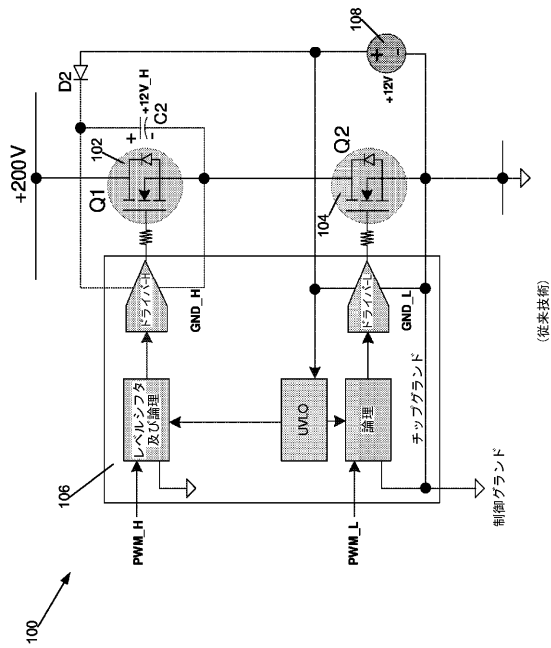 +200V
D2
108
+12V_H
C2
+
-
102
Q1
+
-
+12V
Q2
104
ドライバーH
GND_H
ドライバーL
GND_L
レベルシフタ
及び論理
UVLO
論理
チップグランド
106
PWM_H
PWM_L
制御グランド
100
(従来技術)